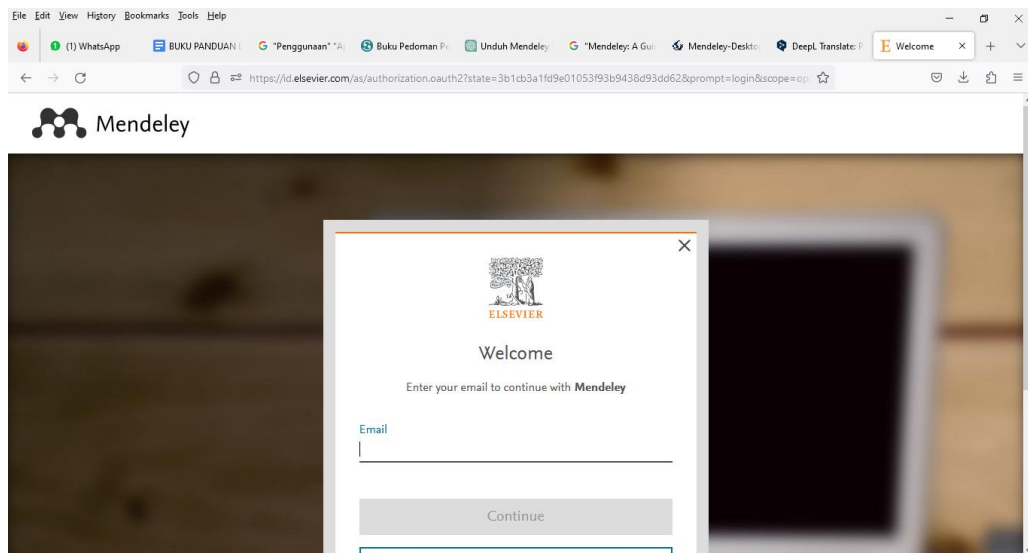 File Edit View History Bookmarks Tools Help
(1) WhatsApp BUKU PANDUAN "Penggunaan" "A Buku Pedoman Pe Unduh Mendeley "Mendeley: A Gui Mendeley-Deskto DeepL Translate: P Welcome
https://id.elsevier.com/as/authorization.oauth2?state=3b1cb3a1fd9e01053f93b9438d93dd62&prompt=login&scope=op
Mendeley
ELSEVIER
Welcome
Enter your email to continue with Mendeley
Email
Continue